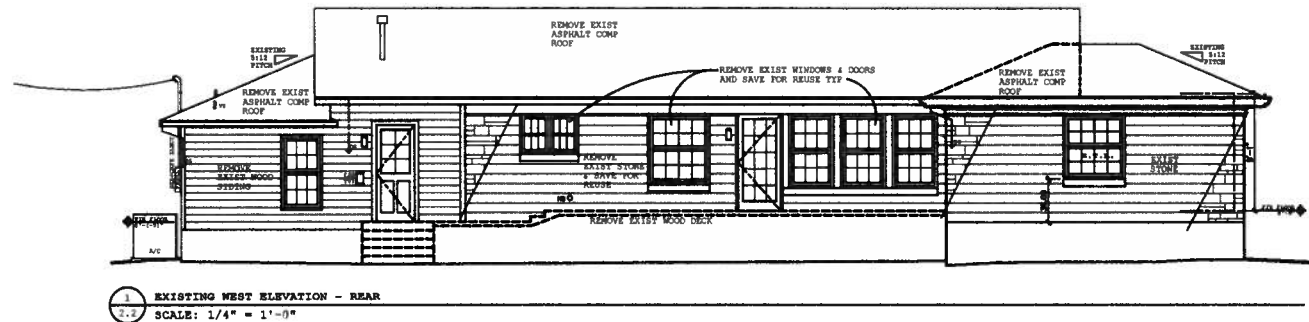 REMOVE EXIST
ASPHALT COMP
ROOF
EXISTING
5:12
PITCH
EXISTING
5:12
PITCH
REMOVE EXIST WINDOWS & DOORS
AND SAVE FOR REUSE TYP
REMOVE EXIST
ASPHALT COMP
ROOF
REMOVE EXIST
ASPHALT COMP
ROOF
REMOVE
EXIST WOOD
SIDING
REMOVE
EXIST STONE
& SAVE FOR
REUSE
EXIST
STONE
REMOVE EXIST WOOD DECK
A/C
1
2.2
EXISTING WEST ELEVATION - REAR
SCALE: 1/4" = 1'-0"